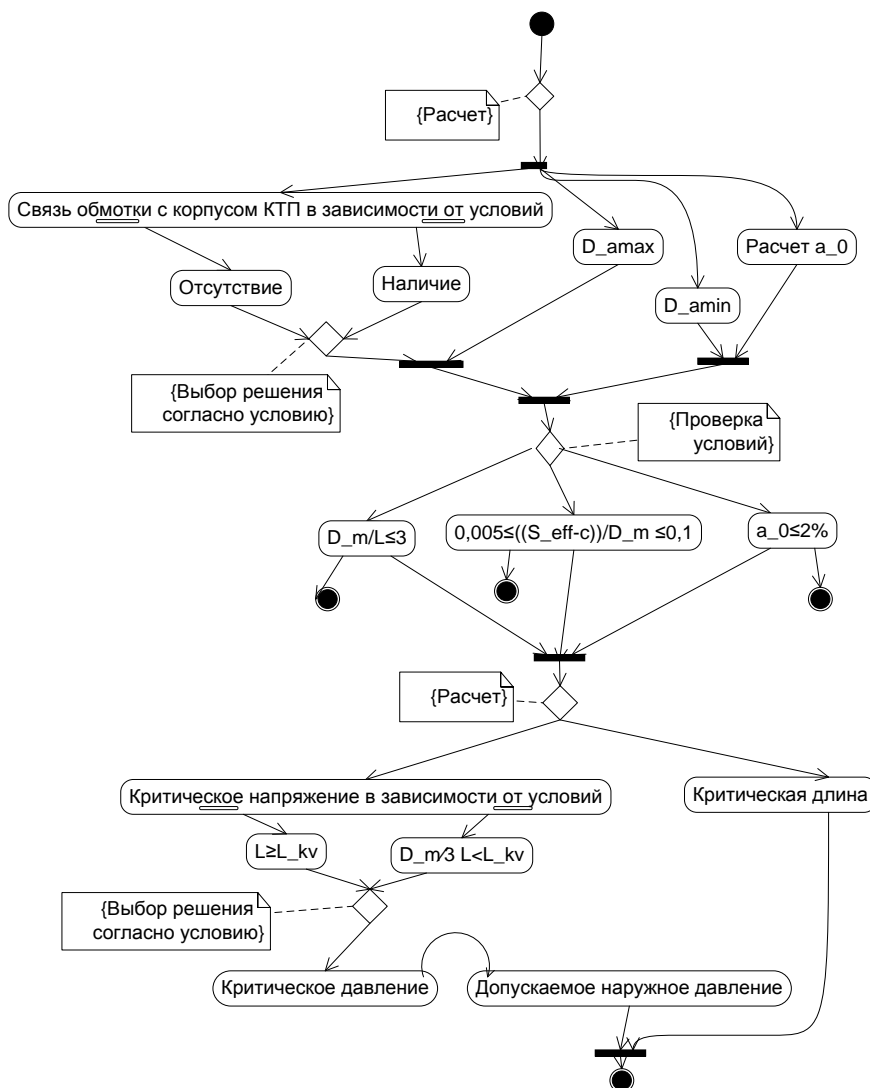 {Расчет}
Связь обмотки с корпусом КТП в зависимости от условий
D_amax
Расчет a_0
Отсутствие
Наличие
D_amin
{Выбор решения
согласно условию}
{Проверка
условий}
D_m/L≤3
0,005≤((S_eff-c))/D_m ≤0,1
a_0≤2%
{Расчет}
Критическое напряжение в зависимости от условий
Критическая длина
L≥L_kv
D_m⁄3 L<L_kv
{Выбор решения
согласно условию}
Критическое давление
Допускаемое наружное давление